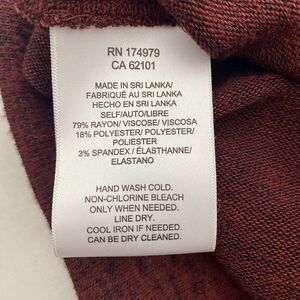 RN 174979
CA 62101
MADE IN SRI LANKA/
FABRIQUÉ AU SRI LANKA/
HECHO EN SRI LANKA
SELF/AUTO/LIBRE
79% RAYON/ VISCOSE/ VISCOSA
18% POLYESTER/ POLYESTER/
POLIESTER
3% SPANDEX / ÉLASTHANNE/
ELASTANO
HAND WASH COLD.
NON-CHLORINE BLEACH
ONLY WHEN NEEDED.
LINE DRY.
COOL IRON IF NEEDED.
CAN BE DRY CLEANED.